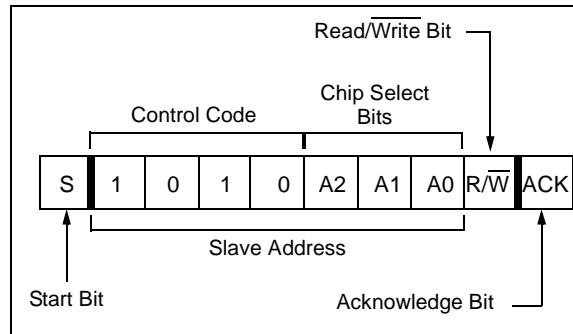 Read/Write Bit
Chip Select
Bits
Control Code
S 1 0 1 0 A2 A1 A0 R/W ACK
Slave Address
Start Bit
Acknowledge Bit